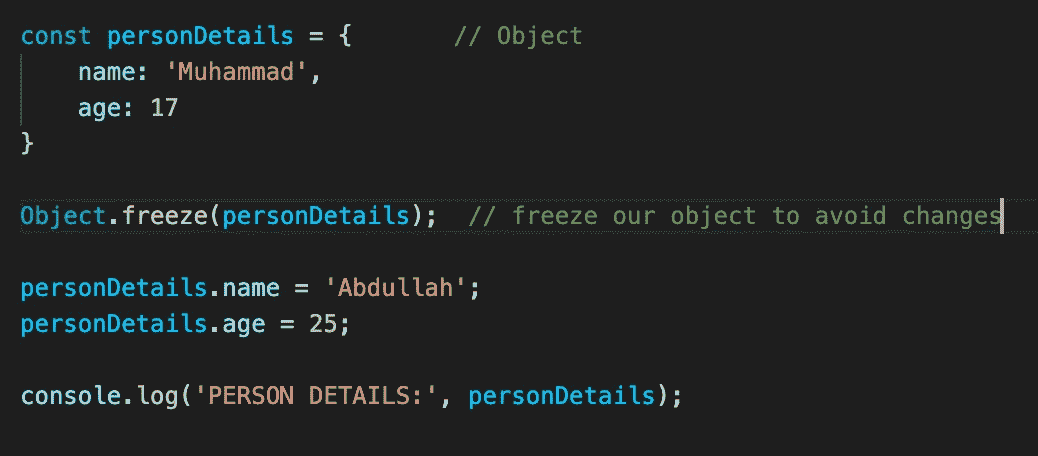 const personDetails = {       // Object
    name: 'Muhammad',
    age: 17
}
Object.freeze(personDetails);  // freeze our object to avoid changes
personDetails.name = 'Abdullah';
personDetails.age = 25;
console.log('PERSON DETAILS:', personDetails);